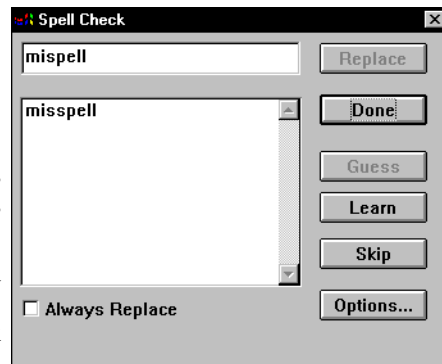 Spell Check
mispell
Replace
misspell
Done
Guess
Learn
Skip
Always Replace
Options...